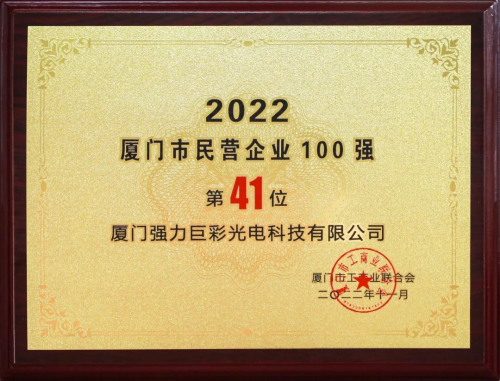 2022
厦门市民营企业100强
第41位
厦门强力巨彩光电科技有限公司
厦门市工商业联合会
二〇二二年十一月